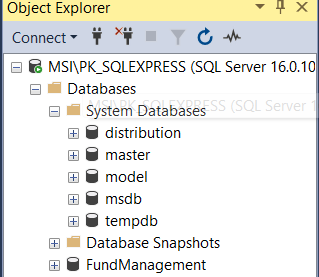 Object Explorer
Connect
MSI\PK_SQLEXPRESS (SQL Server 16.0.10
Databases
MSI\PK_SQLEXPRESS (SQL Server 1
System Databases
distribution
master
model
msdb
tempdb
Database Snapshots
FundManagement